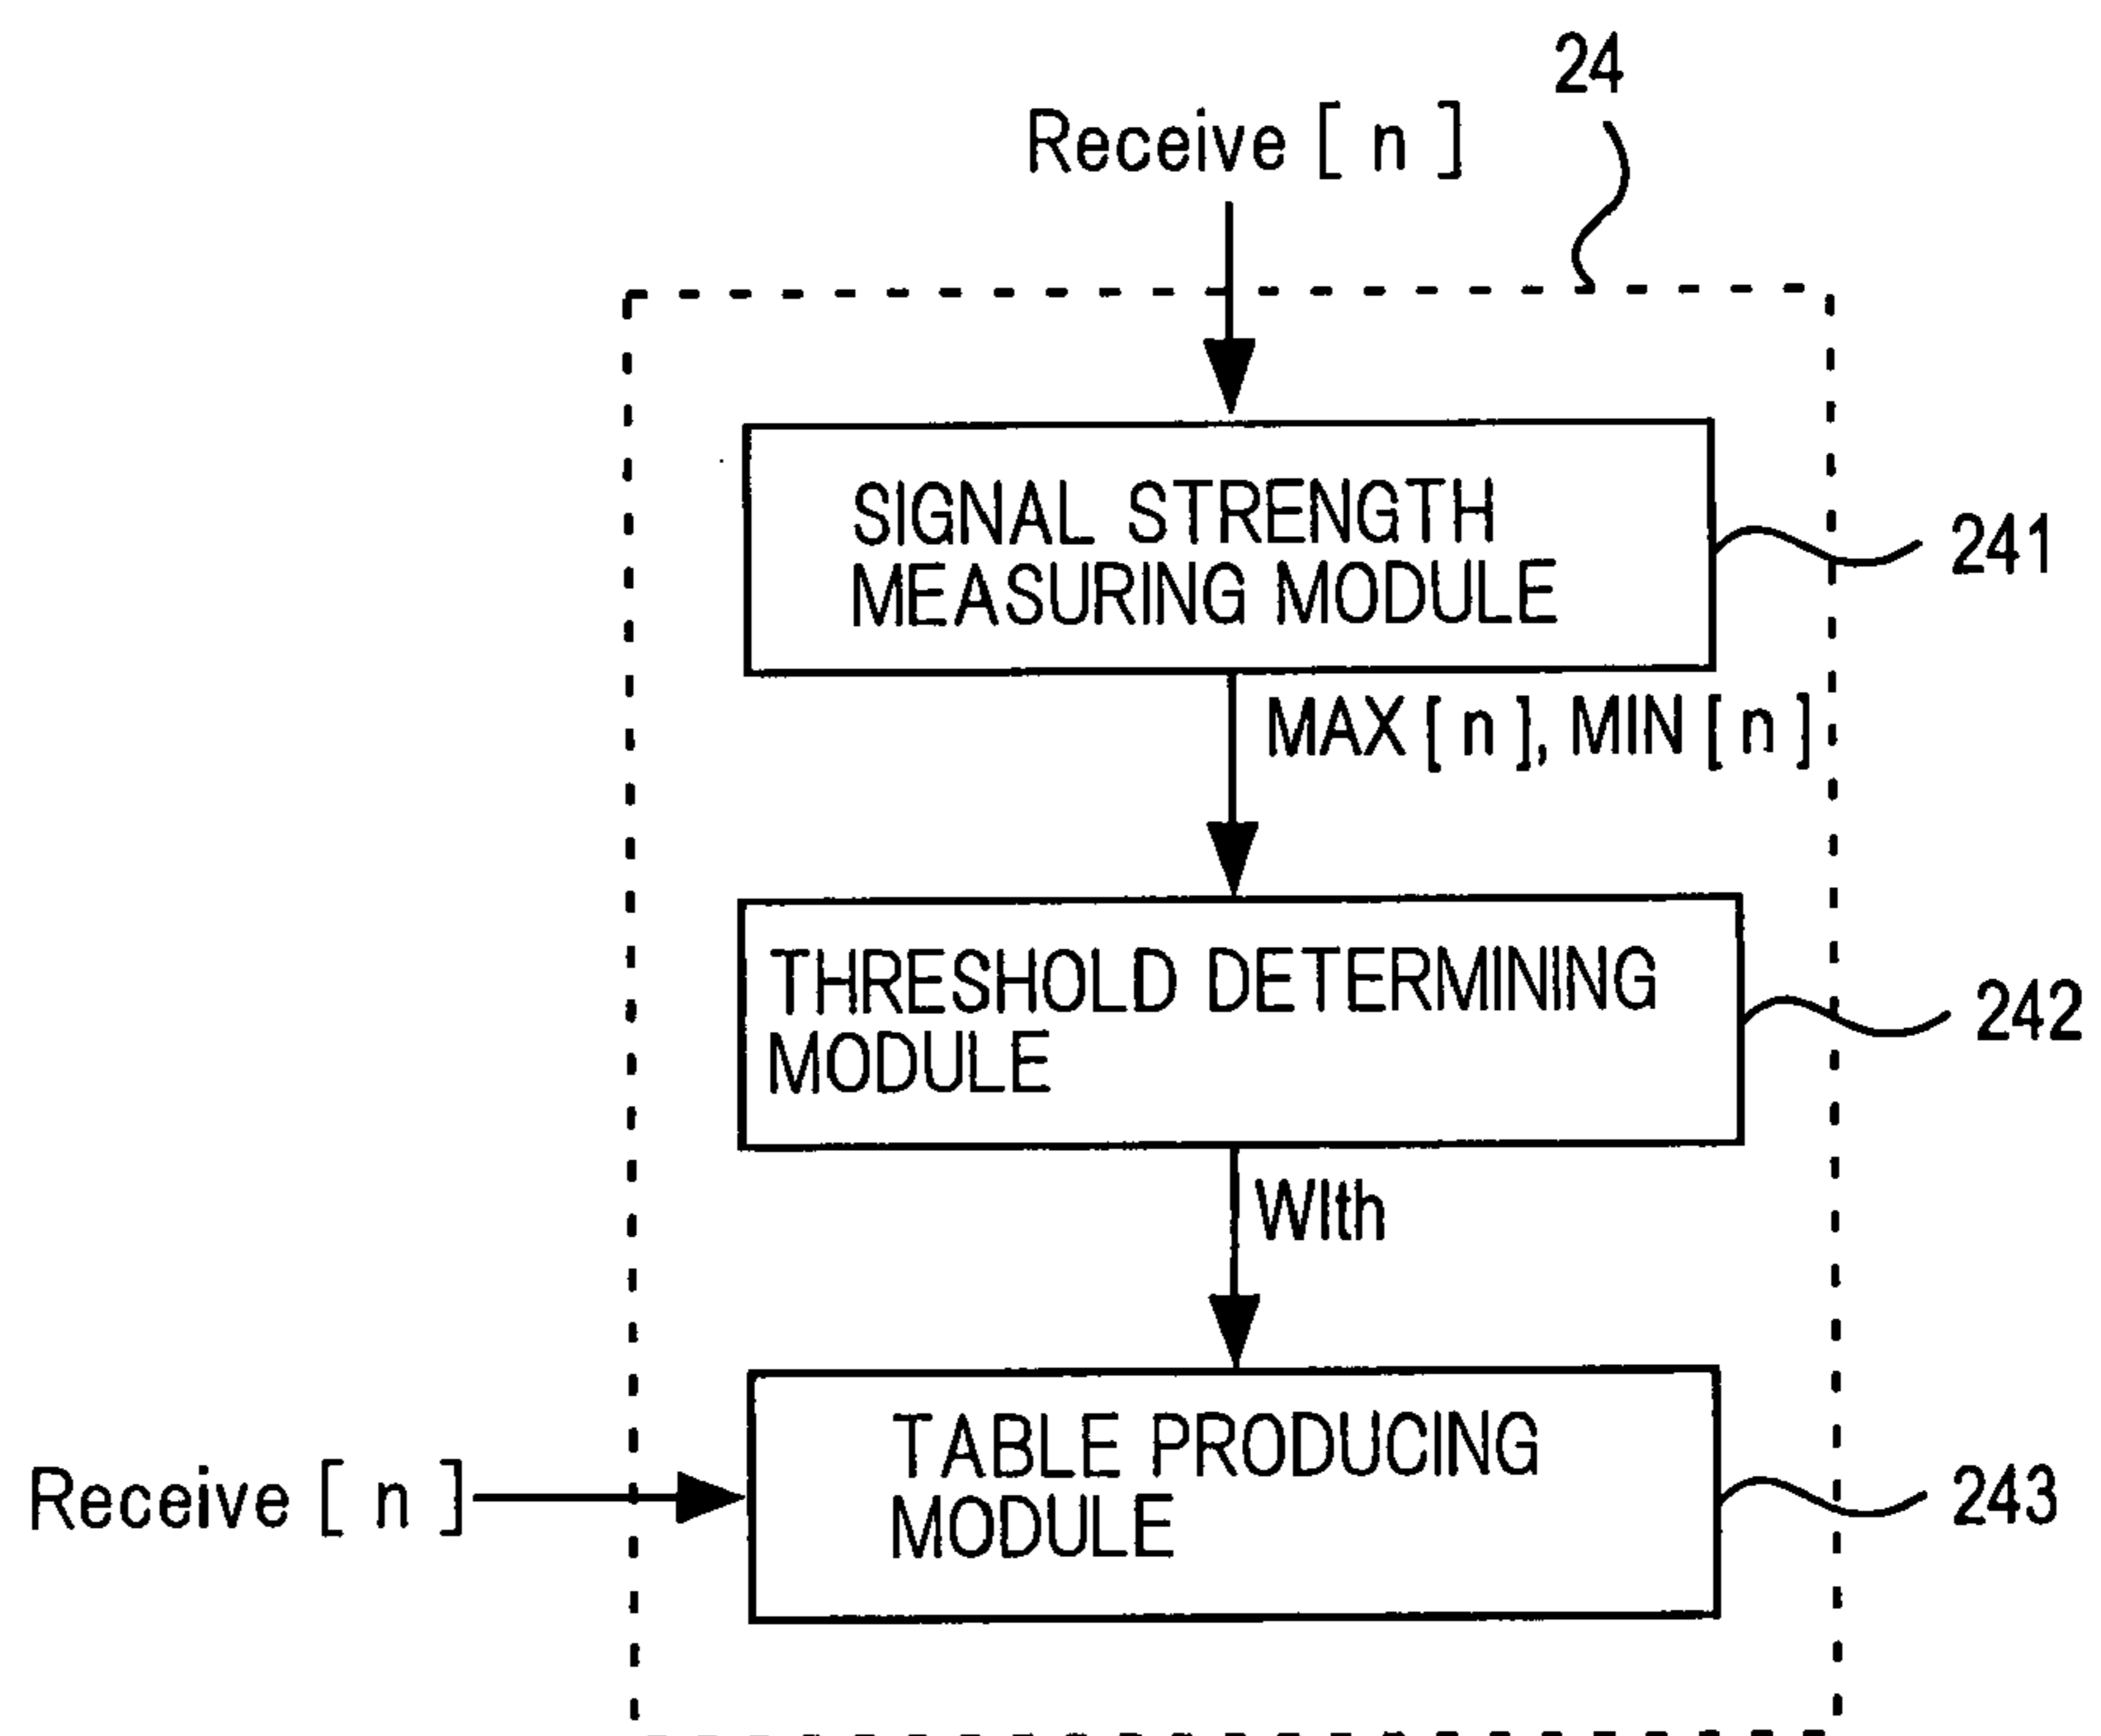 24
Receive [ n ]
SIGNAL STRENGTH
MEASURING MODULE
241
MAX [ n ], MIN [ n ]
THRESHOLD DETERMINING
MODULE
242
WIth
TABLE PRODUCING
MODULE
Receive [ n ]
243